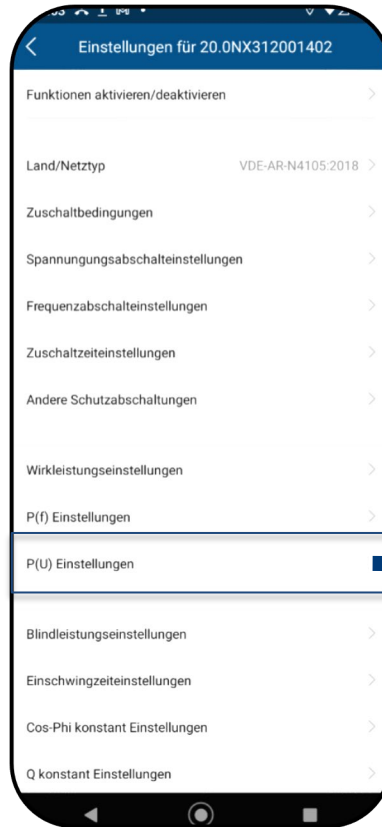 Einstellungen für 20.0NX312001402
Funktionen aktivieren/deaktivieren
Land/Netztyp VDE-AR-N4105:2018
Zuschaltbedingungen
Spannungungsabschalteinstellungen
Frequenzabschalteinstellungen
Zuschaltzeiteinstellungen
Andere Schutzabschaltungen
Wirkleistungseinstellungen
P(f) Einstellungen
P(U) Einstellungen
Blindleistungseinstellungen
Einschwingzeiteinstellungen
Cos-Phi konstant Einstellungen
Q konstant Einstellungen